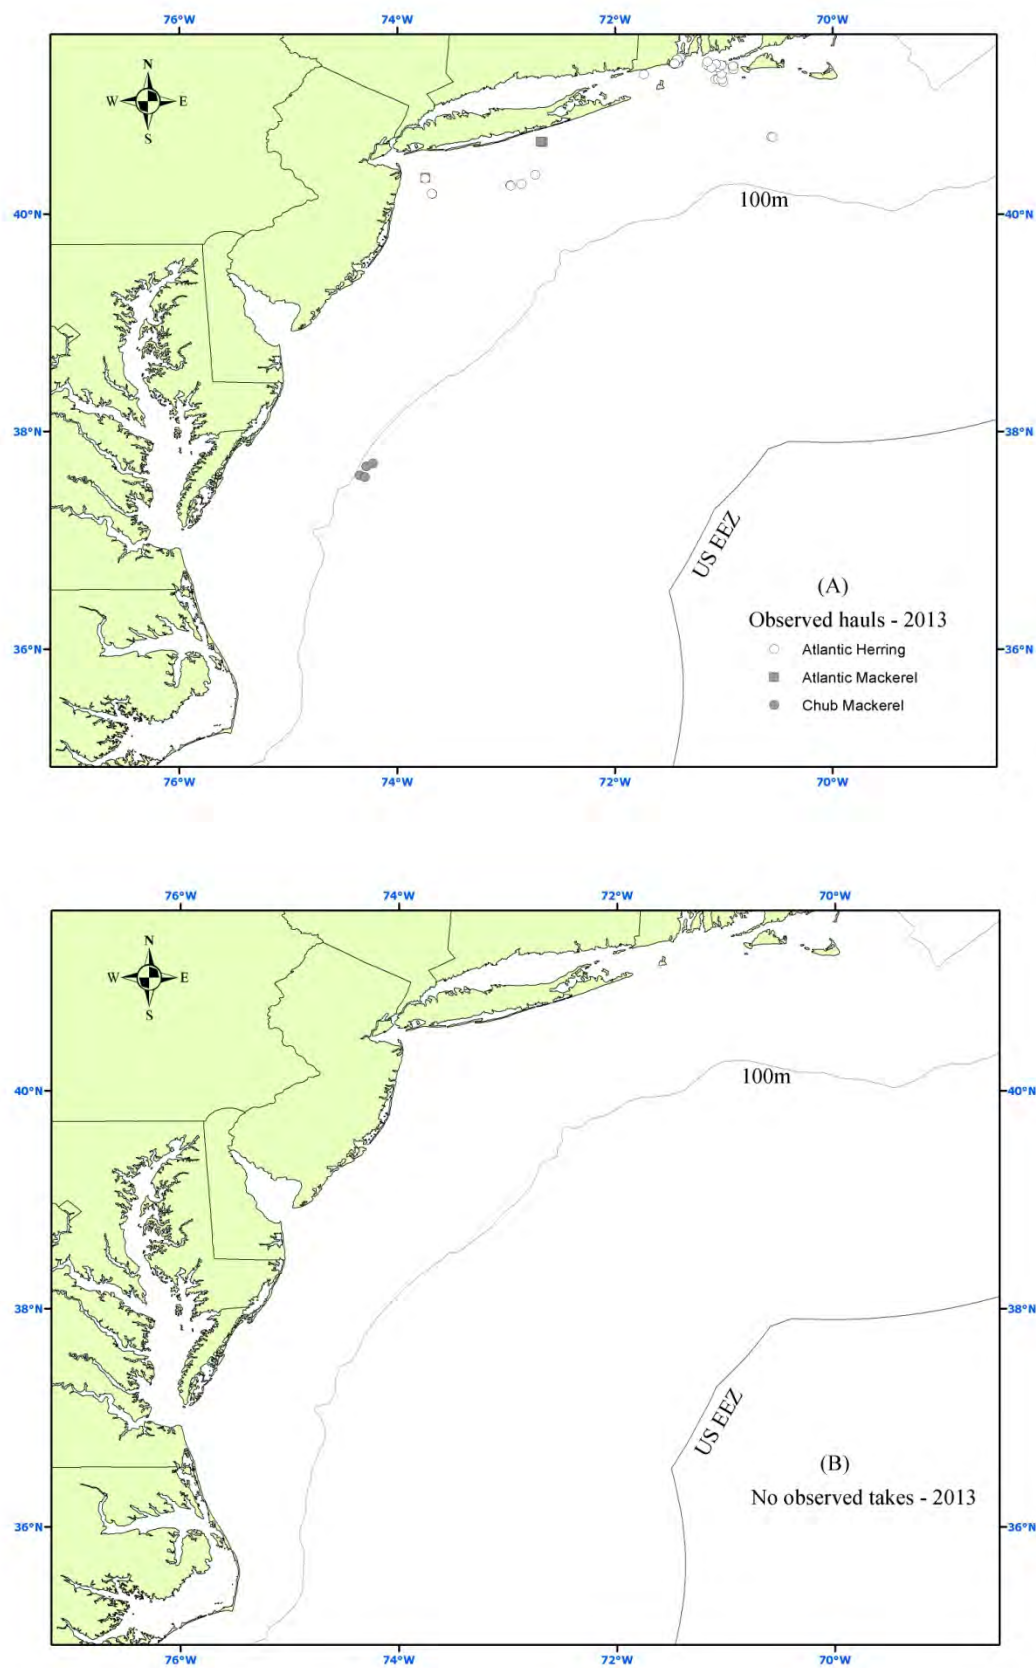 76°W 74°W 72°W 70°W
N
W E
S
40°N 40°N
100m
38°N 38°N
US EEZ
(A)
Observed hauls - 2013
36°N 36°N
Atlantic Herring
Atlantic Mackerel
Chub Mackerel
76°W 74°W 72°W 70°W
76°W 74°W 72°W 70°W
N
W E
S
40°N 40°N
100m
38°N 38°N
US EEZ
(B)
No observed takes - 2013
36°N 36°N
76°W 74°W 72°W 70°W